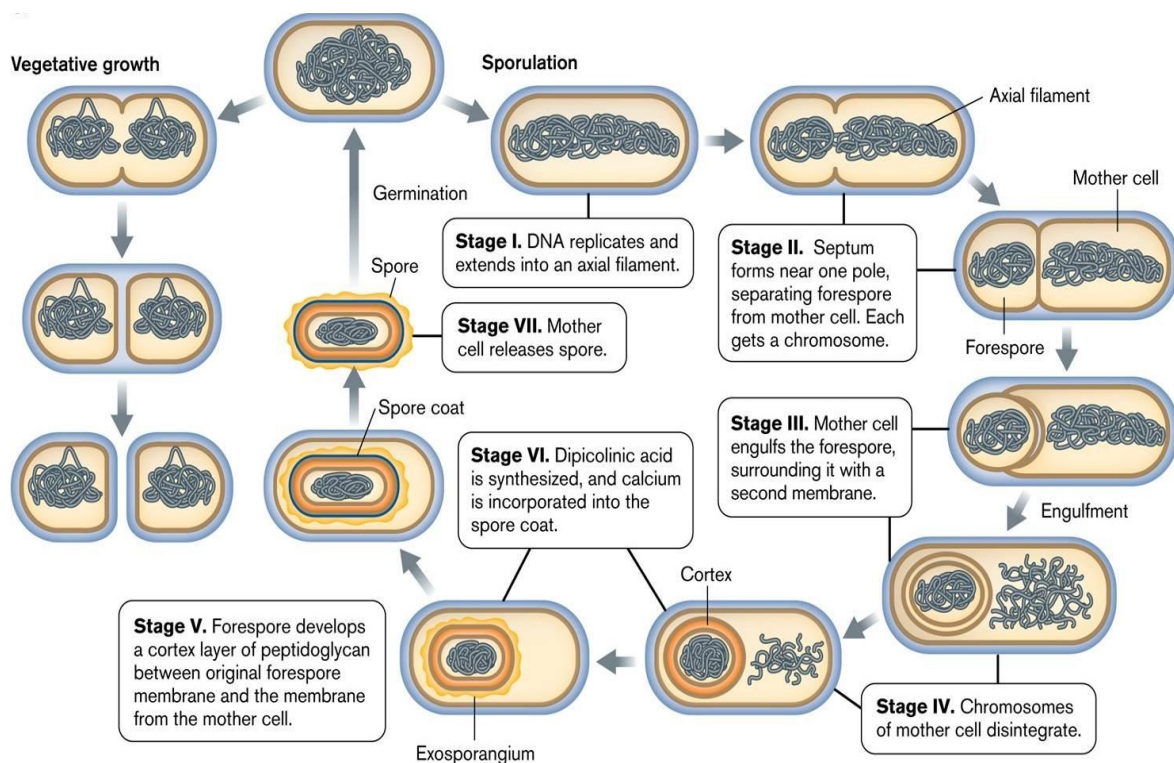 Vegetative growth
Sporulation
Axial filament
Mother cell
Germination
Stage I. DNA replicates and
extends into an axial filament.
Stage II. Septum
forms near one pole,
separating forespore
from mother cell. Each
gets a chromosome.
Spore
Stage VII. Mother
cell releases spore.
Forespore
Spore coat
Stage III. Mother cell
engulfs the forespore,
surrounding it with a
second membrane.
Stage VI. Dipicolinic acid
is synthesized, and calcium
is incorporated into the
spore coat.
Engulfment
Cortex
Stage V. Forespore develops
a cortex layer of peptidoglycan
between original forespore
membrane and the membrane
from the mother cell.
Stage IV. Chromosomes
of mother cell disintegrate.
Exosporangium